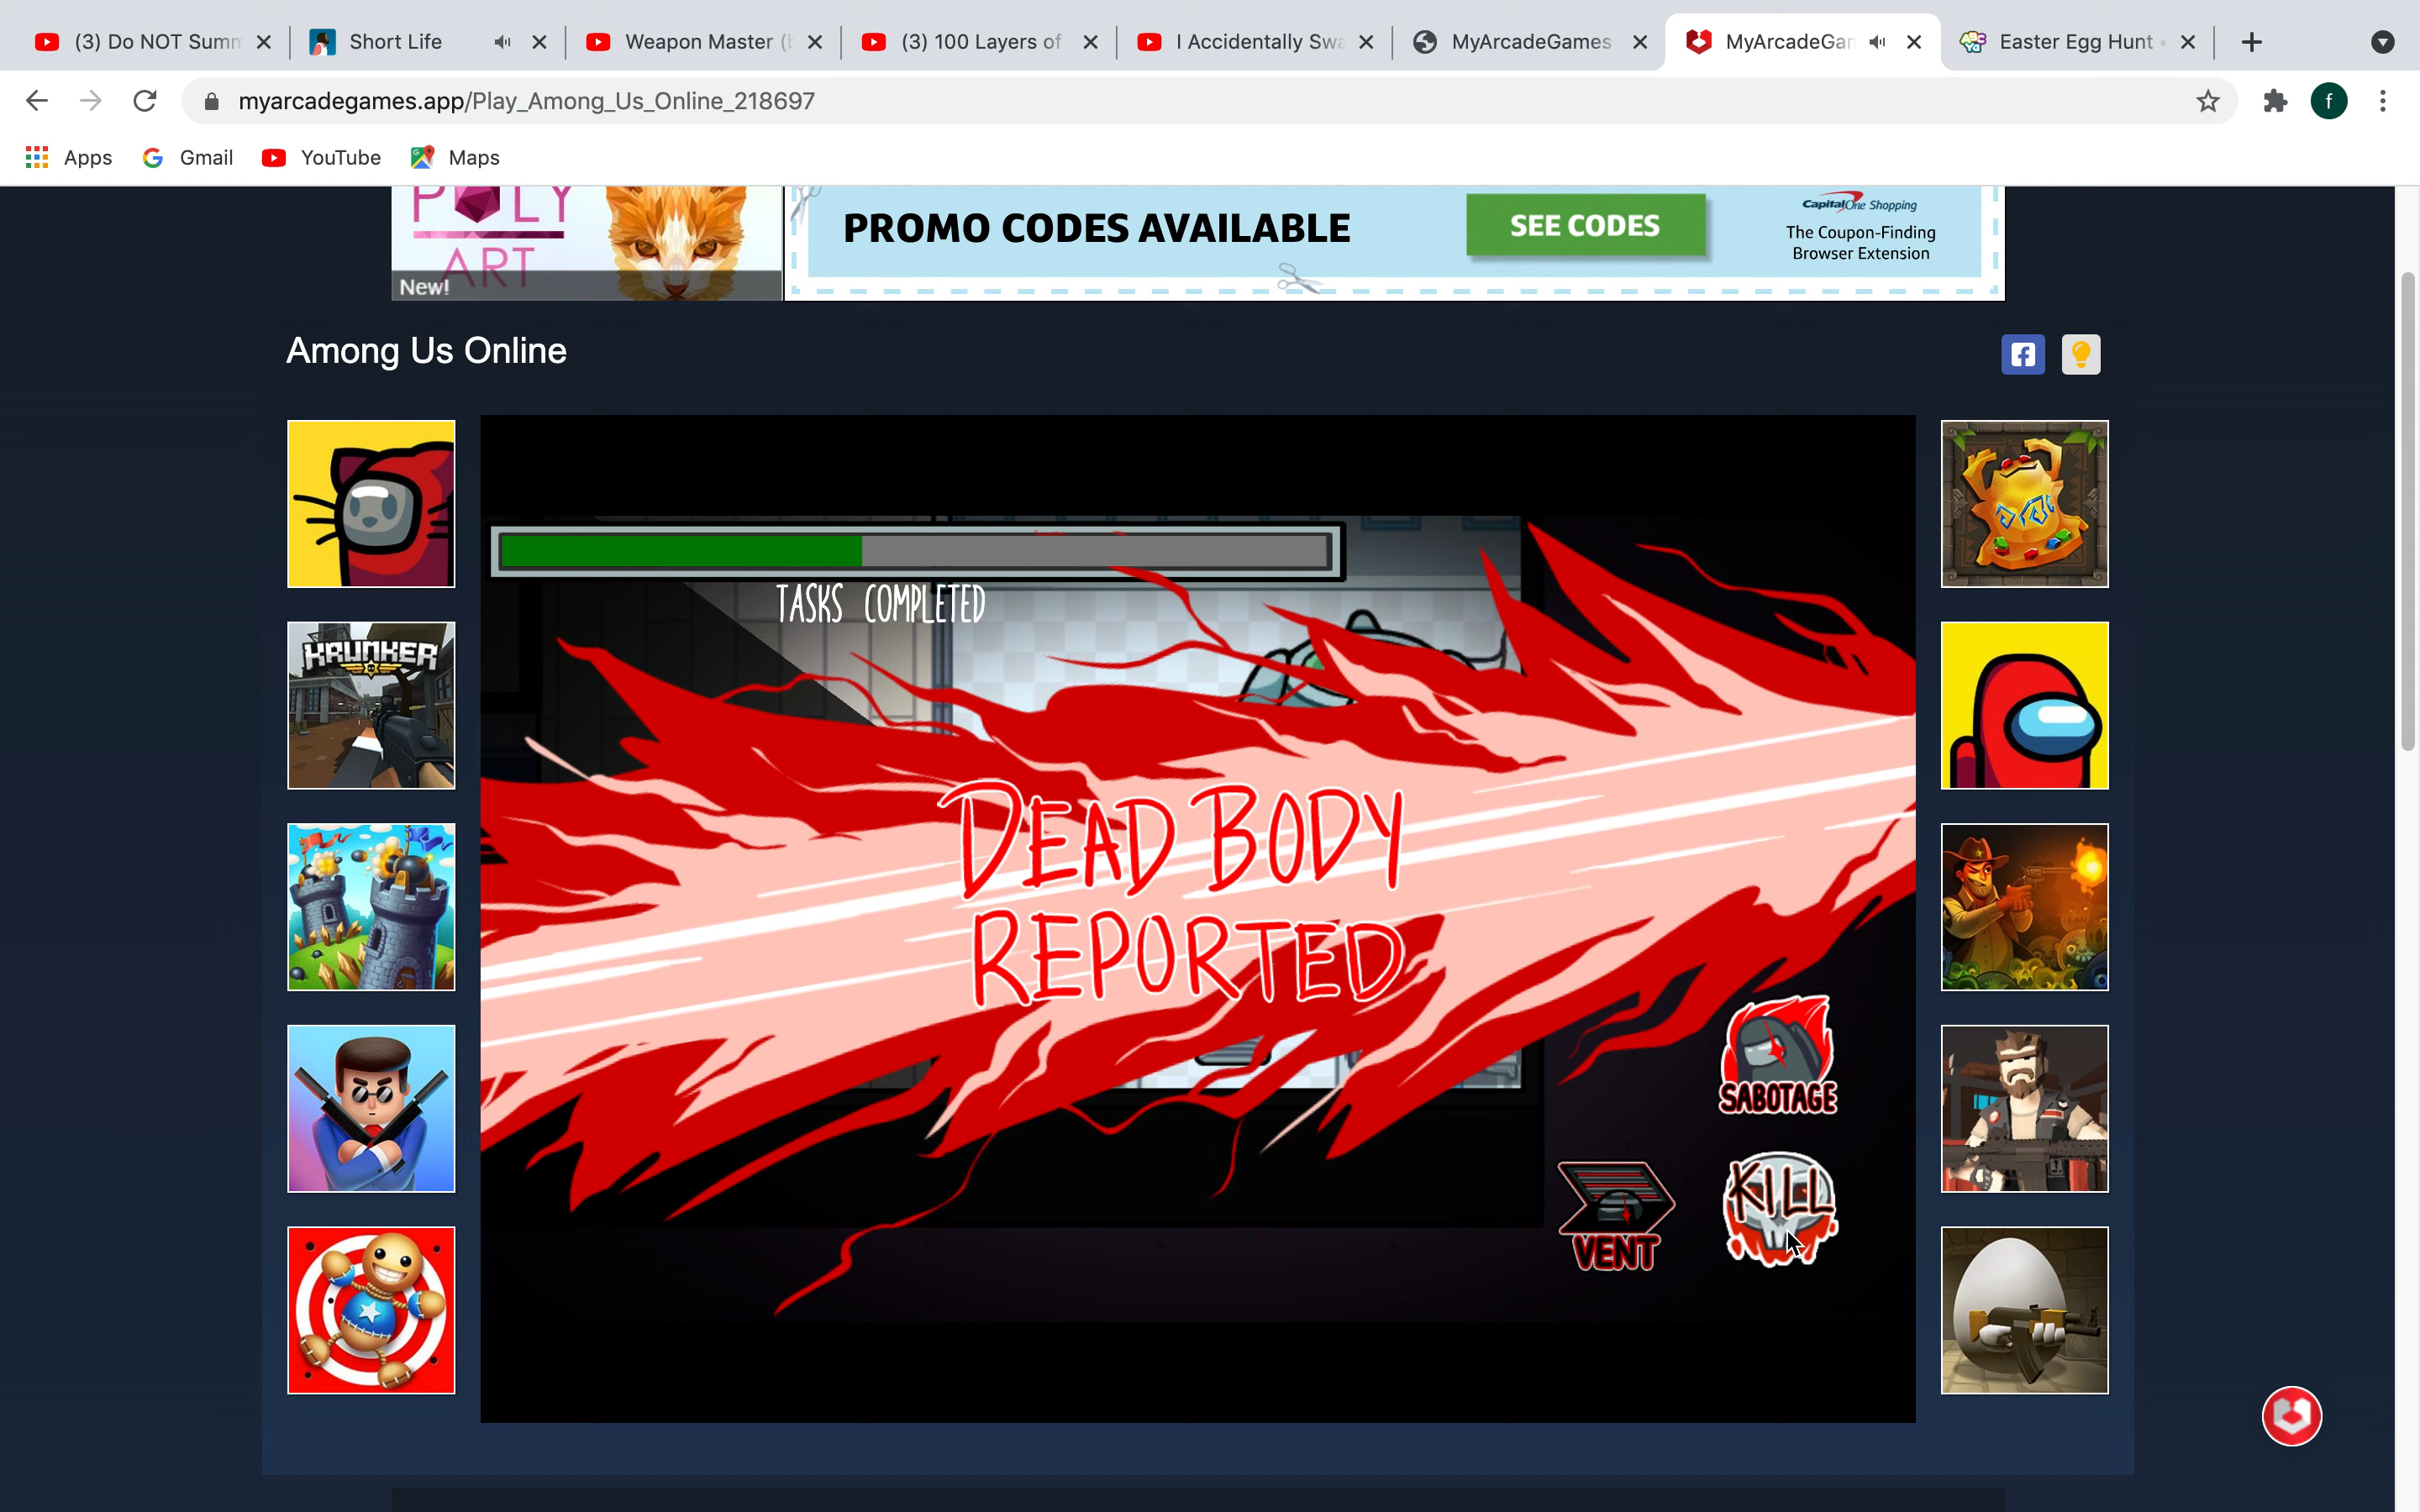 (3) Do NOT Sumn
Short Life
Weapon Master (
(3) 100 Layers of
I Accidentally Swa
MyArcadeGames
MyArcadeGar
Easter Egg Hunt
myarcadegames.app/Play_Among_Us_Online_218697
f
Apps
Gmail
YouTube
Maps
POLY
ART
New!
PROMO CODES AVAILABLE
SEE CODES
CapitalOne Shopping
The Coupon-Finding
Browser Extension
Among Us Online
KRUNKER
TASKS COMPLETED
DEAD BODY
REPORTED
SABOTAGE
VENT
KILL